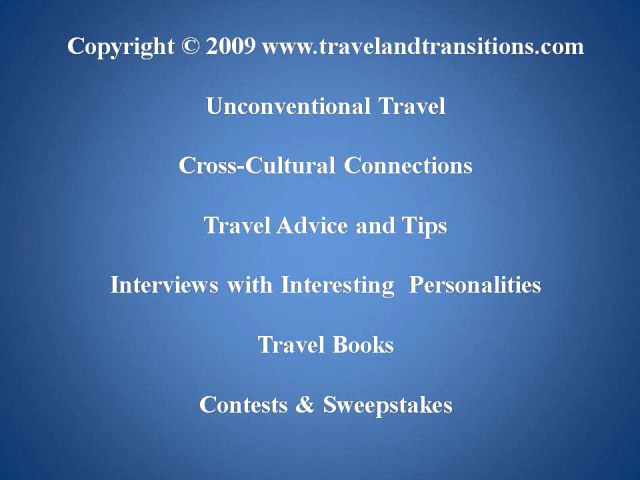 Copyright © 2009 www.travelandtransitions.com
Unconventional Travel
Cross-Cultural Connections
Travel Advice and Tips
Interviews with Interesting  Personalities
Travel Books
Contests & Sweepstakes